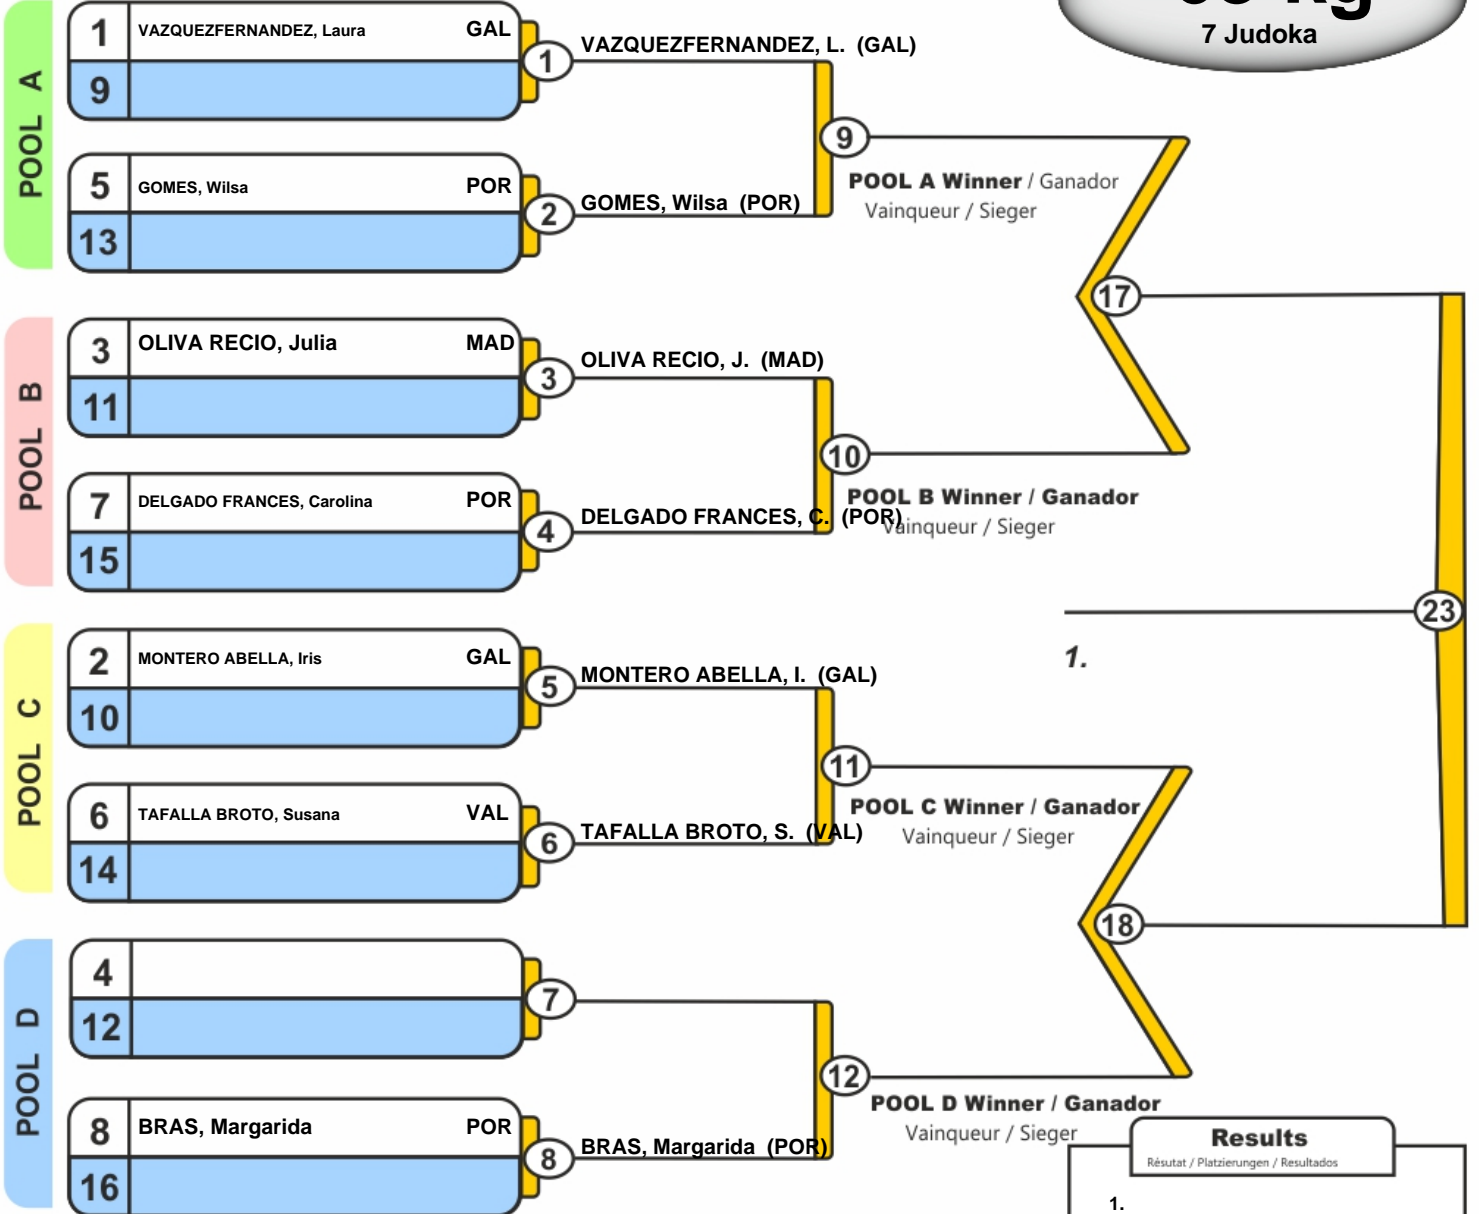 kg
7 Judoka
POOL A
1 VAZQUEZFERNANDEZ, Laura GAL
9
1
VAZQUEZFERNANDEZ, L. (GAL)
5 GOMES, Wilsa POR
13
2
GOMES, Wilsa (POR)
9
POOL A Winner / Ganador
Vainqueur / Sieger
POOL B
3 OLIVA RECIO, Julia MAD
11
3
OLIVA RECIO, J. (MAD)
7 DELGADO FRANCES, Carolina POR
15
4
DELGADO FRANCES, C. (POR)
10
POOL B Winner / Ganador
Vainqueur / Sieger
17
POOL C
2 MONTERO ABELLA, Iris GAL
10
5
MONTERO ABELLA, I. (GAL)
6 TAFALLA BROTO, Susana VAL
14
6
TAFALLA BROTO, S. (VAL)
11
POOL C Winner / Ganador
Vainqueur / Sieger
POOL D
4
12
7
8 BRAS, Margarida POR
16
8
BRAS, Margarida (POR)
12
POOL D Winner / Ganador
Vainqueur / Sieger
18
23
1.
Results
Résutat / Platzierungen / Resultados
1.